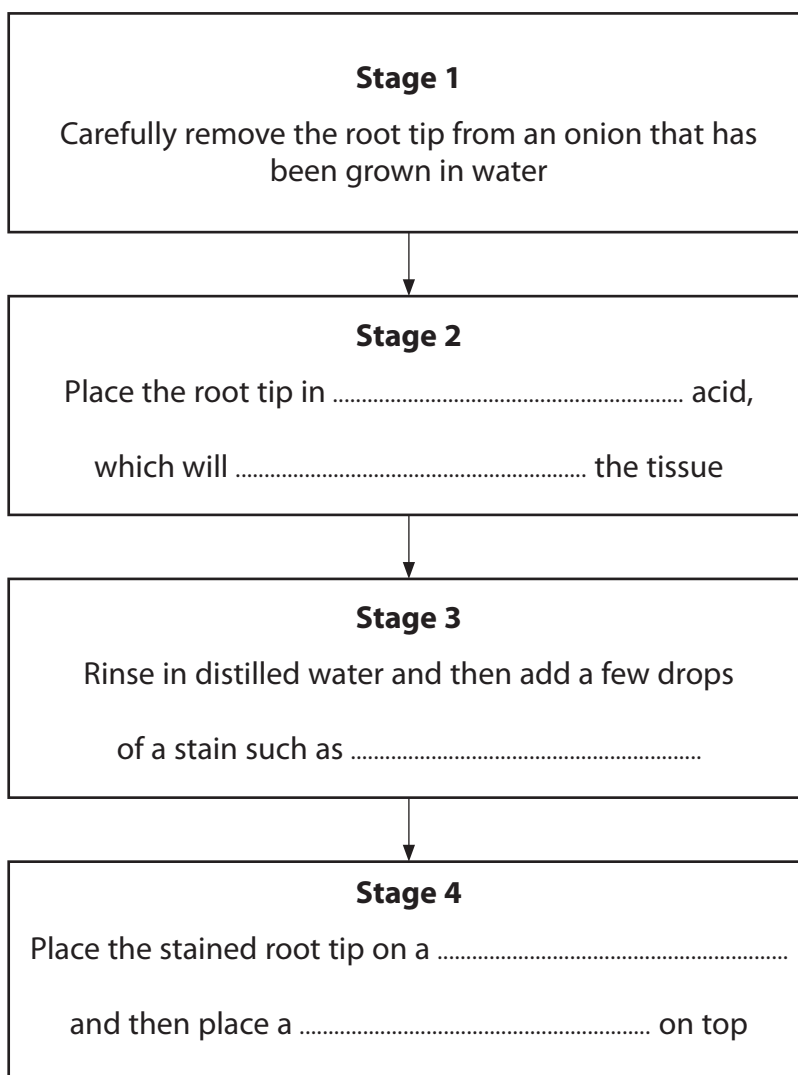 Stage 1
Carefully remove the root tip from an onion that has
been grown in water
Stage 2
Place the root tip in ............................................................ acid,
which will ............................................................ the tissue
Stage 3
Rinse in distilled water and then add a few drops
of a stain such as ............................................................
Stage 4
Place the stained root tip on a ............................................................
and then place a ............................................................ on top